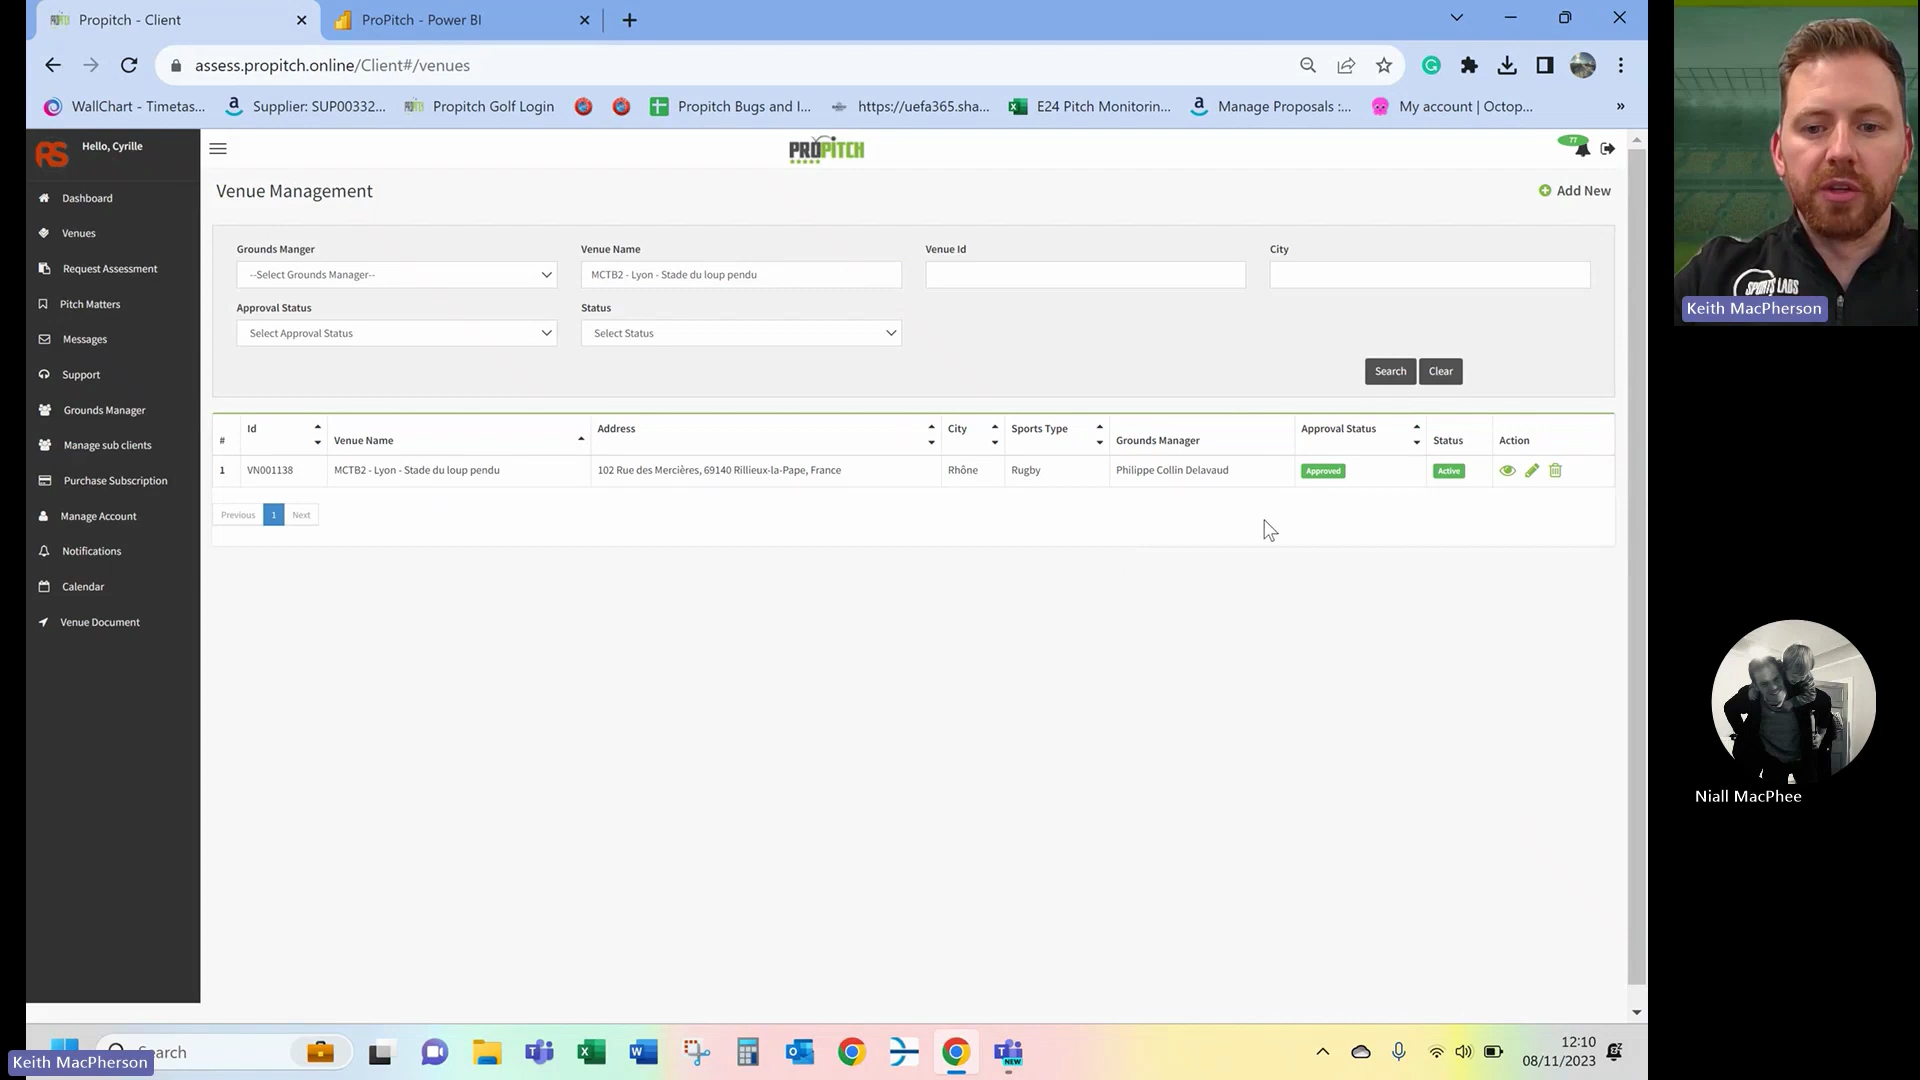 Propitch - Client
ProPitch - Power BI
assess.propitch.online/Client#/venues
WallChart - Timetas...
Supplier: SUP00332...
Propitch Golf Login
Propitch Bugs and I...
https://uefa365.sha...
E24 Pitch Monitorin...
Manage Proposals :...
My account | Octop...
»
RS
Hello, Cyrille
PROPITCH
77
Dashboard
Venues
Request Assessment
Pitch Matters
Messages
Support
Grounds Manager
Manage sub clients
Purchase Subscription
Manage Account
Notifications
Calendar
Venue Document
Venue Management
Add New
Grounds Manger
Venue Name
Venue Id
City
--Select Grounds Manager--
MCTB2 - Lyon - Stade du loup pendu
Approval Status
Status
Select Approval Status
Select Status
Search
Clear
# Id Venue Name Address City Sports Type Grounds Manager Approval Status Status Action
1 VN001138 MCTB2 - Lyon - Stade du loup pendu 102 Rue des Mercières, 69140 Rillieux-la-Pape, France Rhône Rugby Philippe Collin Delavaud Approved Active
Previous 1 Next
SPORTS LABS
Keith MacPherson
Niall MacPhee
Search
Keith MacPherson
NEW
12:10
08/11/2023